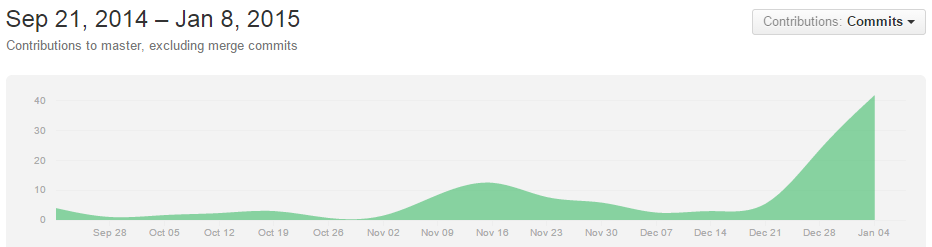 Sep 21, 2014 – Jan 8, 2015
Contributions: Commits
Contributions to master, excluding merge commits
40
30
20
10
0
Sep 28 Oct 05 Oct 12 Oct 19 Oct 26 Nov 02 Nov 09 Nov 16 Nov 23 Nov 30 Dec 07 Dec 14 Dec 21 Dec 28 Jan 04